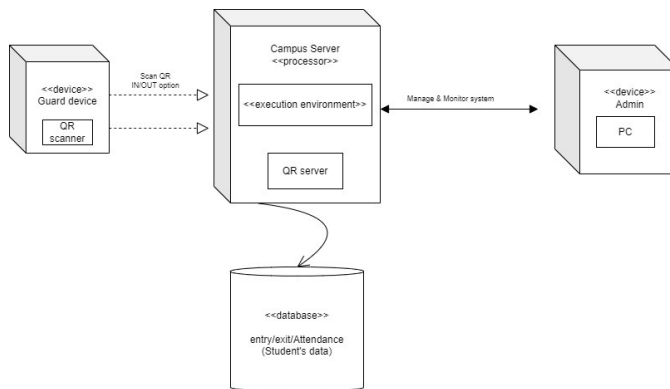 Campus Server
<<processor>>
Scan QR
IN/OUT option
<<device>>
Guard device
QR
scanner
<<execution environment>>
QR server
Manage & Monitor system
<<device>>
Admin
PC
<<database>>
entry/exit/Attendance
(Student's data)